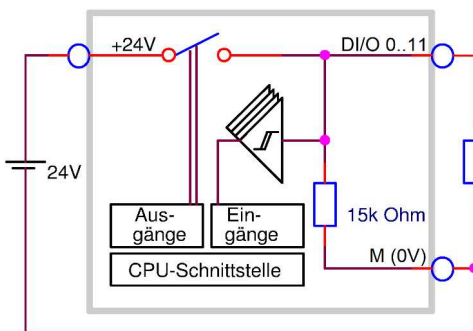 +24V
DI/O 0..11
24V
15k Ohm
Aus-
gänge
Ein-
gänge
M (0V)
CPU-Schnittstelle